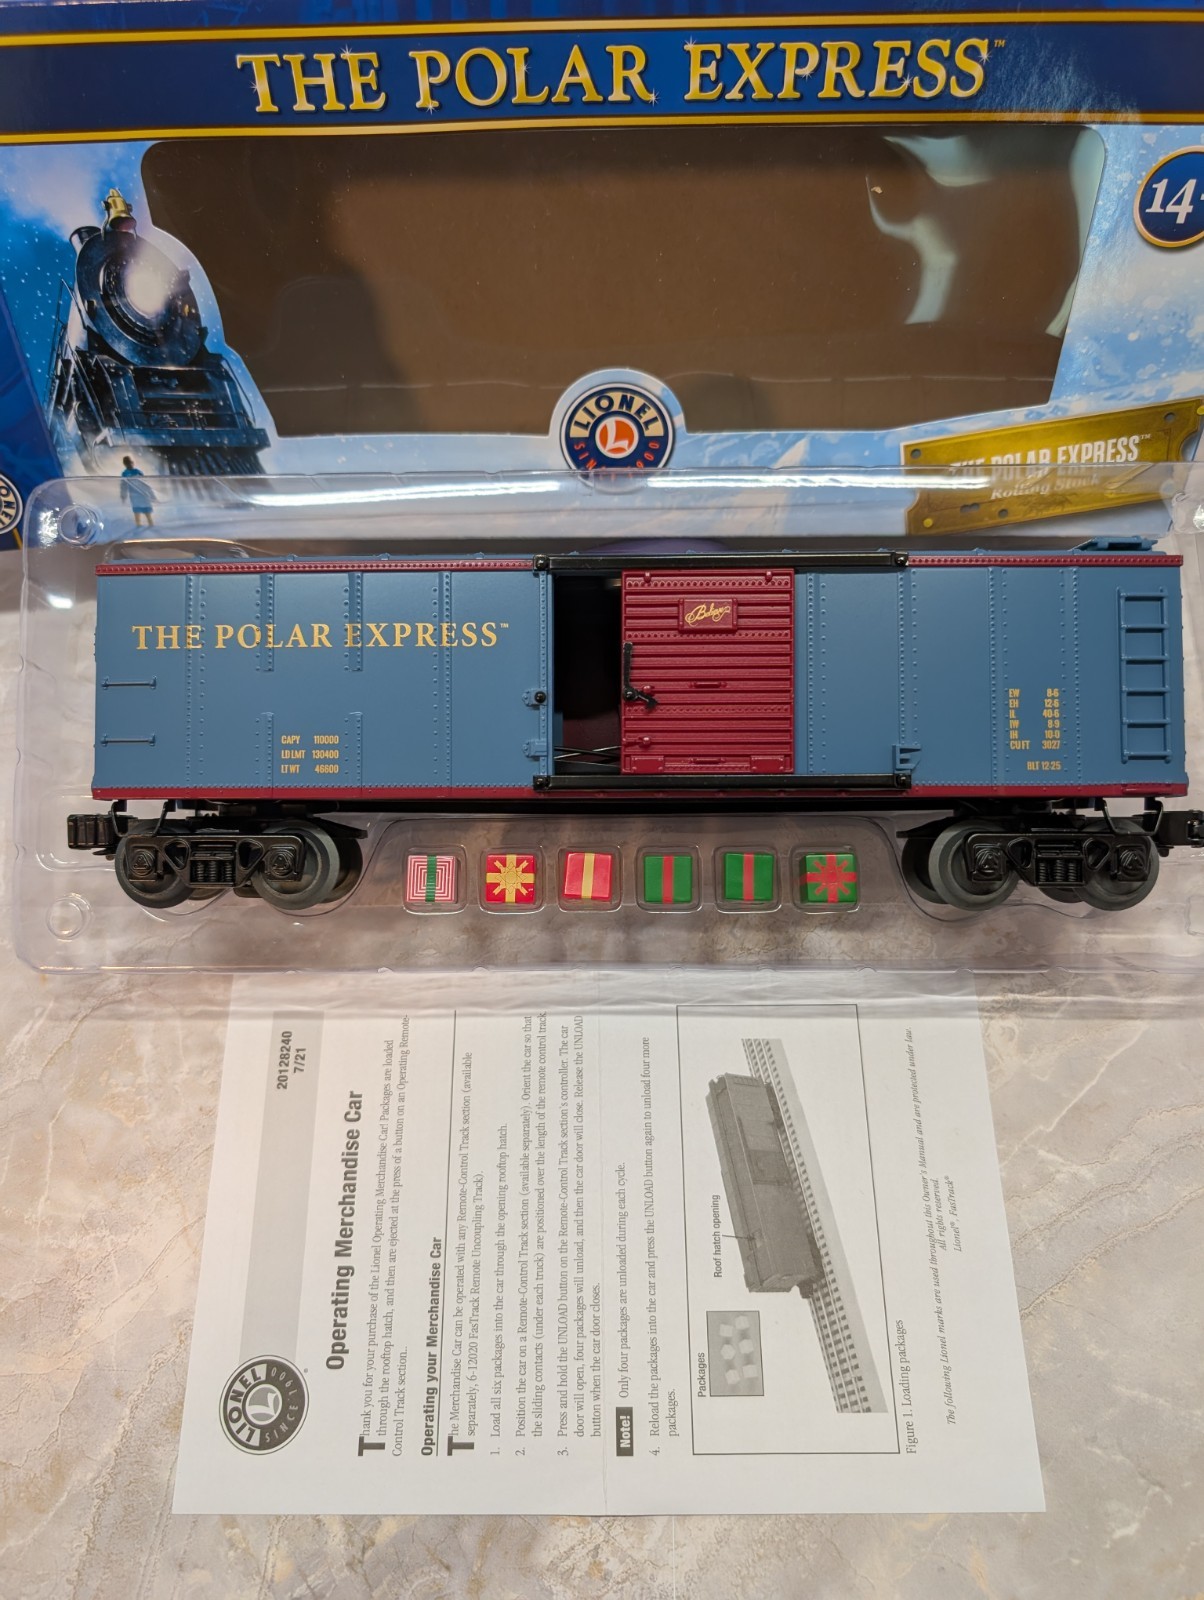 THE POLAR EXPRESS™
14+
LIONEL
SINCE 1900
THE POLAR EXPRESS™
Rolling Stock
IONEL
THE POLAR EXPRESS™
Believe
CAPY 110000
LD LMT 130400
LT WT 46600
EW 8-6
EH 12-6
IL 40-6
IW 8-9
IH 10-0
CU FT 3027
BLT 12-25
LIONEL
SINCE 1900
20128240
7/21
Operating Merchandise Car
Thank you for your purchase of the Lionel Operating Merchandise Car! Packages are loaded
through the rooftop hatch, and then are ejected at the press of a button on an Operating Remote-
Control Track section..
Operating your Merchandise Car
The Merchandise Car can be operated with any Remote-Control Track section (available
separately, 6-12020 FasTrack Remote Uncoupling Track).
1. Load all six packages into the car through the opening rooftop hatch.
2. Position the car on a Remote-Control Track section (available separately). Orient the car so that
the sliding contacts (under each truck) are positioned over the length of the remote control track.
3. Press and hold the UNLOAD button on the Remote-Control Track section's controller. The car
door will open, four packages will unload, and then the car door will close. Release the UNLOAD
button when the car door closes.
Note! Only four packages are unloaded during each cycle.
4. Reload the packages into the car and press the UNLOAD button again to unload four more
packages.
Packages
Roof hatch opening
Figure 1. Loading packages
The following Lionel marks are used throughout this Owner's Manual and are protected under law.
All rights reserved.
Lionel®, FasTrack®